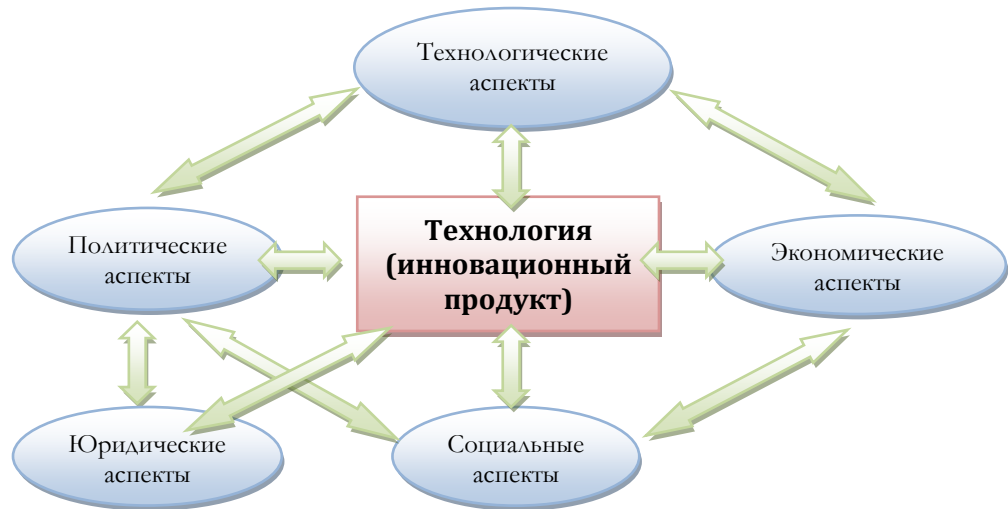 Технологические
аспекты
Политические
аспекты
Технология
(инновационный
продукт)
Экономические
аспекты
Юридические
аспекты
Социальные
аспекты